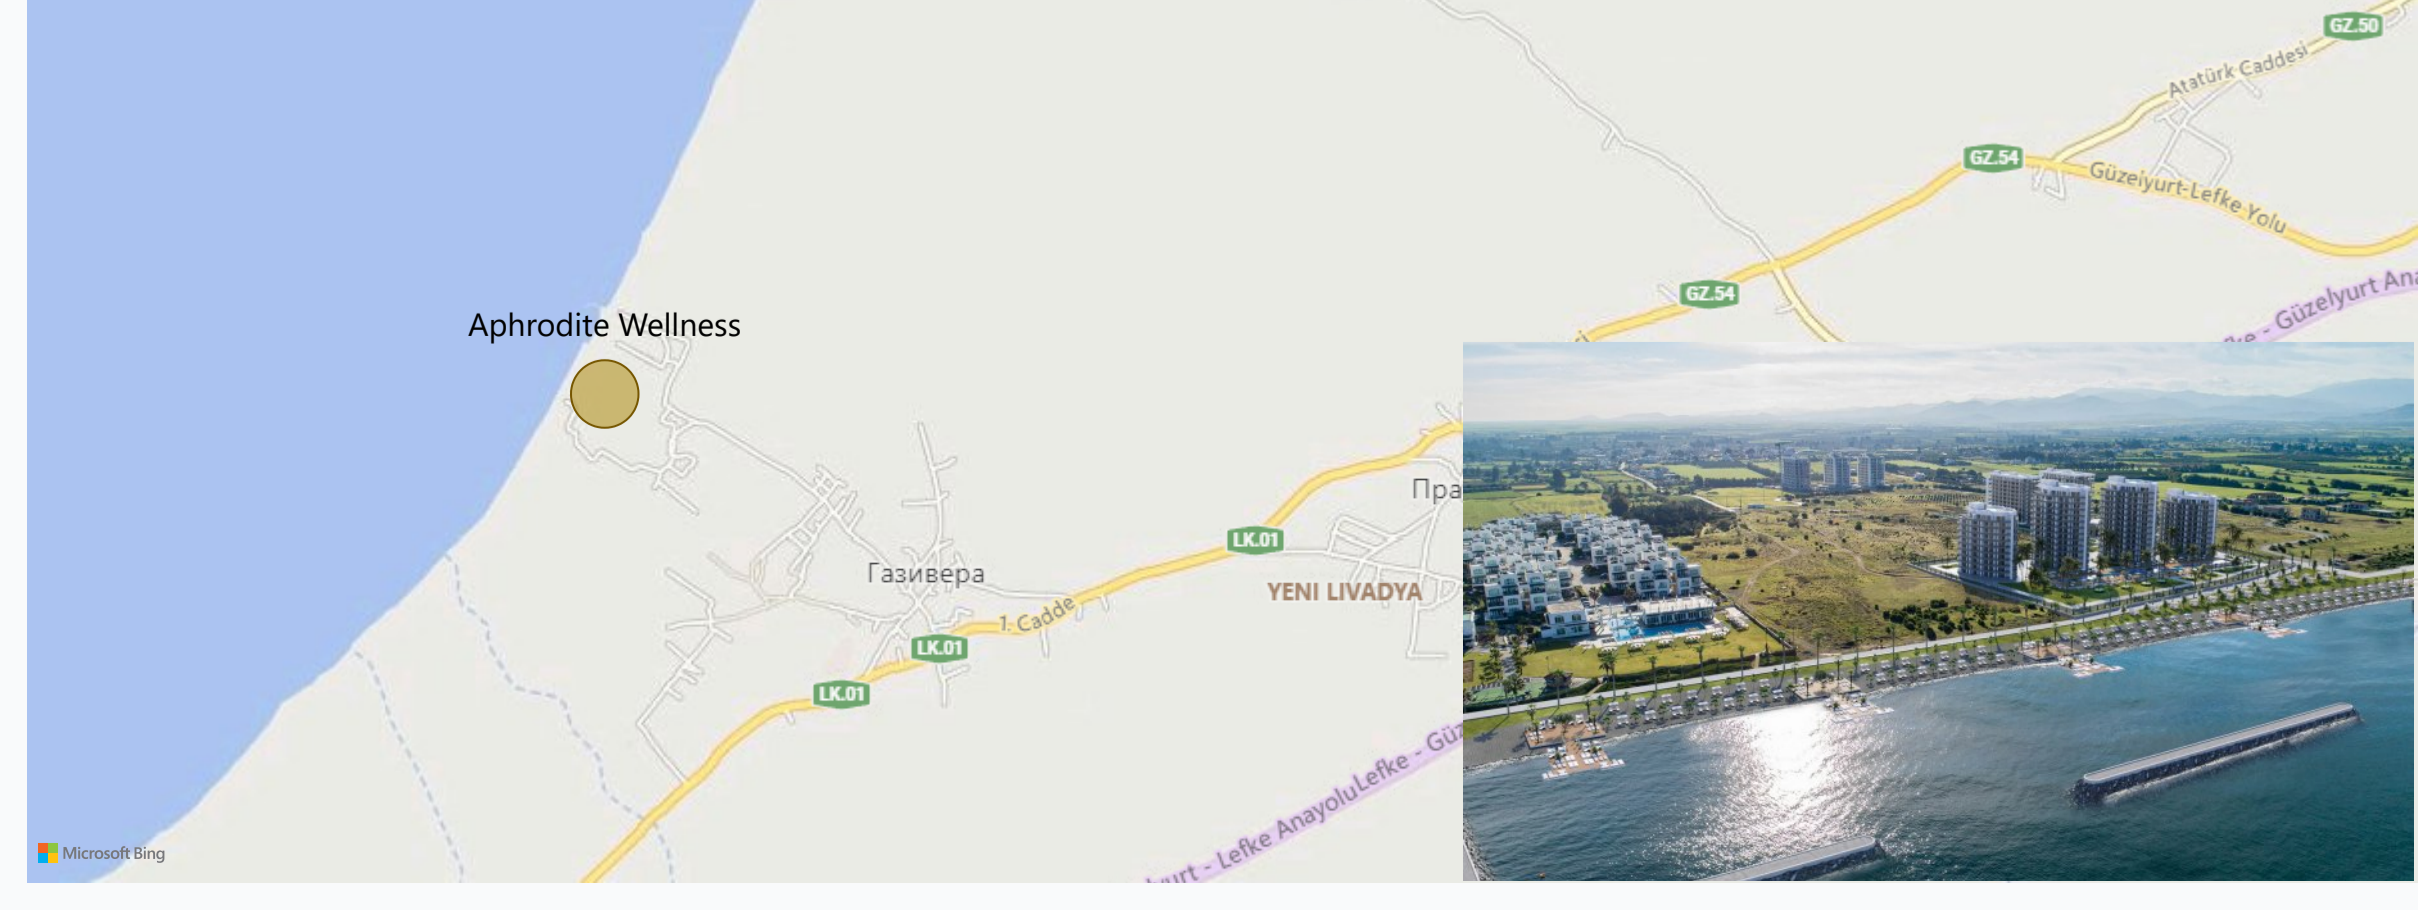 GZ.50
Atatürk Caddesi
GZ.54
Güzelyurt-Lefke Yolu
GZ.54
Güzelyurt Ana
ke -
Aphrodite Wellness
Пра
LK.01
Газивера
YENI LIVADYA
1. Cadde
LK.01
LK.01
Lefke - Güz
urt - Lefke Anayolu
Microsoft Bing